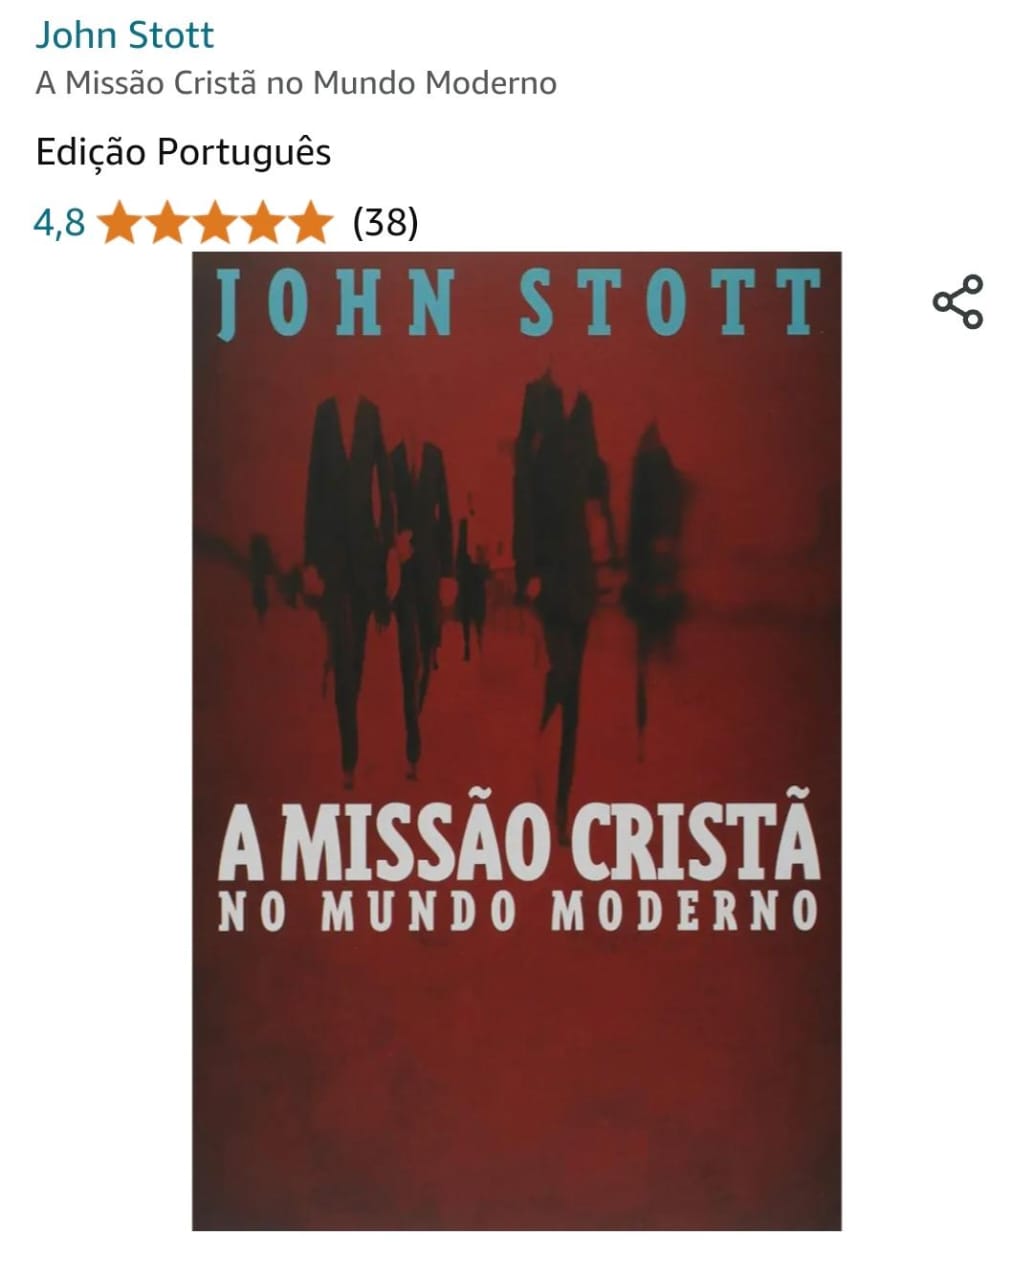 John Stott
A Missão Cristã no Mundo Moderno
Edição Português
4,8 (38)
JOHN STOTT
A MISSÃO CRISTÃ
NO MUNDO MODERNO